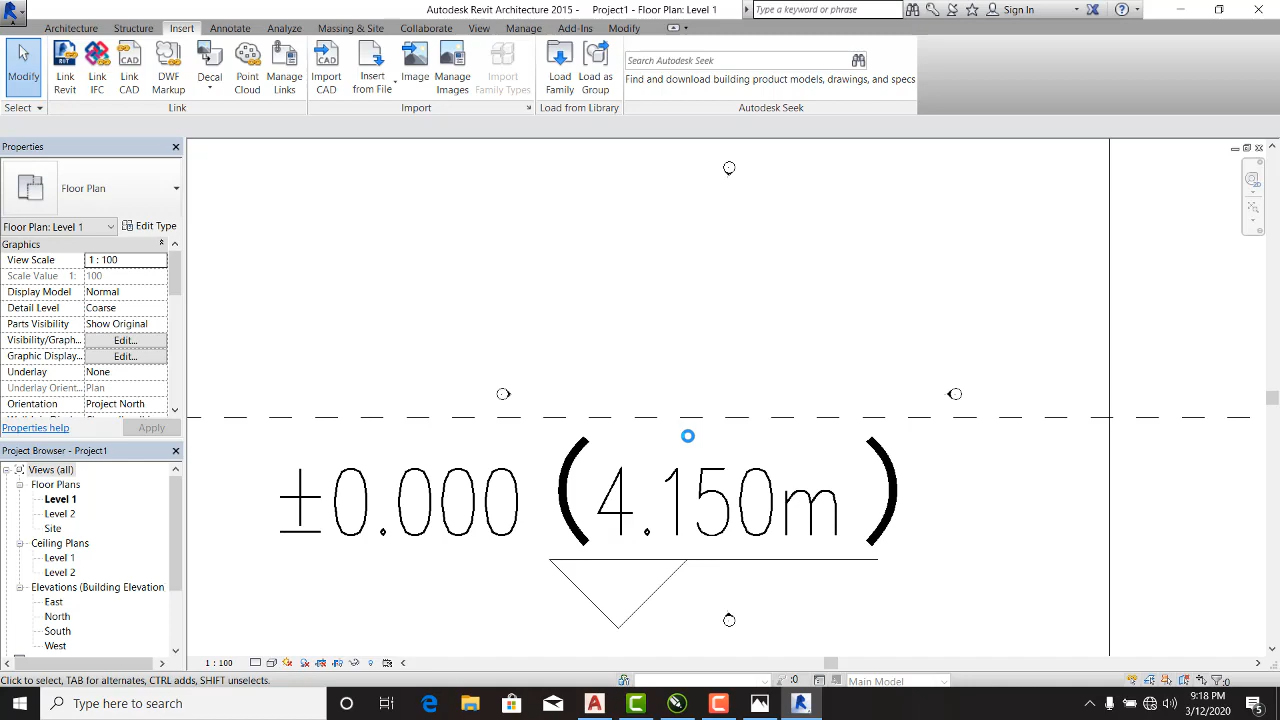 Autodesk Revit Architecture 2015 - Project1 - Floor Plan: Level 1
Type a keyword or phrase
Sign In
Architecture Structure Insert Annotate Analyze Massing & Site Collaborate View Manage Add-Ins Modify
Modify
Link Revit
Link IFC
Link CAD
DWF Markup
Decal
Point Cloud
Manage Links
Import CAD
Insert from File
Image
Manage Images
Import Family Types
Load Family
Load as Group
Search Autodesk Seek
Find and download building product models, drawings, and specs
Select
Link
Import
Load from Library
Autodesk Seek
Properties
Floor Plan
Floor Plan: Level 1
Edit Type
Graphics
View Scale 1 : 100
Scale Value 1: 100
Display Model Normal
Detail Level Coarse
Parts Visibility Show Original
Visibility/Graph... Edit...
Graphic Display... Edit...
Underlay None
Underlay Orien... Plan
Orientation Project North
Properties help
Apply
Project Browser - Project1
Views (all)
Floor Plans
Level 1
Level 2
Site
Ceiling Plans
Level 1
Level 2
Elevations (Building Elevation
East
North
South
West
2D
±0.000 (4.150m)
1 : 100
Click to select, TAB for alternates, CTRL adds, SHIFT unselects.
:0
Main Model
:0
Type here to search
9:18 PM
3/12/2020